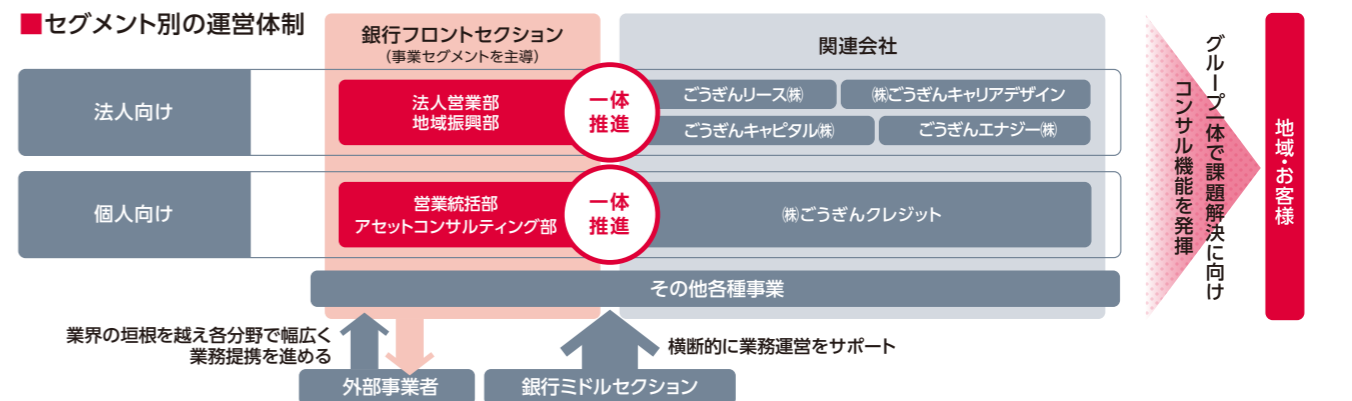 ■セグメント別の運営体制
銀行フロントセクション
（事業セグメントを主導）
関連会社
法人向け
法人営業部
地域振興部
一体
推進
ごうぎんリース㈱
㈱ごうぎんキャリアデザイン
ごうぎんキャピタル㈱
ごうぎんエナジー㈱
個人向け
営業統括部
アセットコンサルティング部
一体
推進
㈱ごうぎんクレジット
その他各種事業
業界の垣根を越え各分野で幅広く
業務提携を進める
横断的に業務運営をサポート
外部事業者
銀行ミドルセクション
グループ一体で課題解決に向け
コンサル機能を発揮
地域・お客様